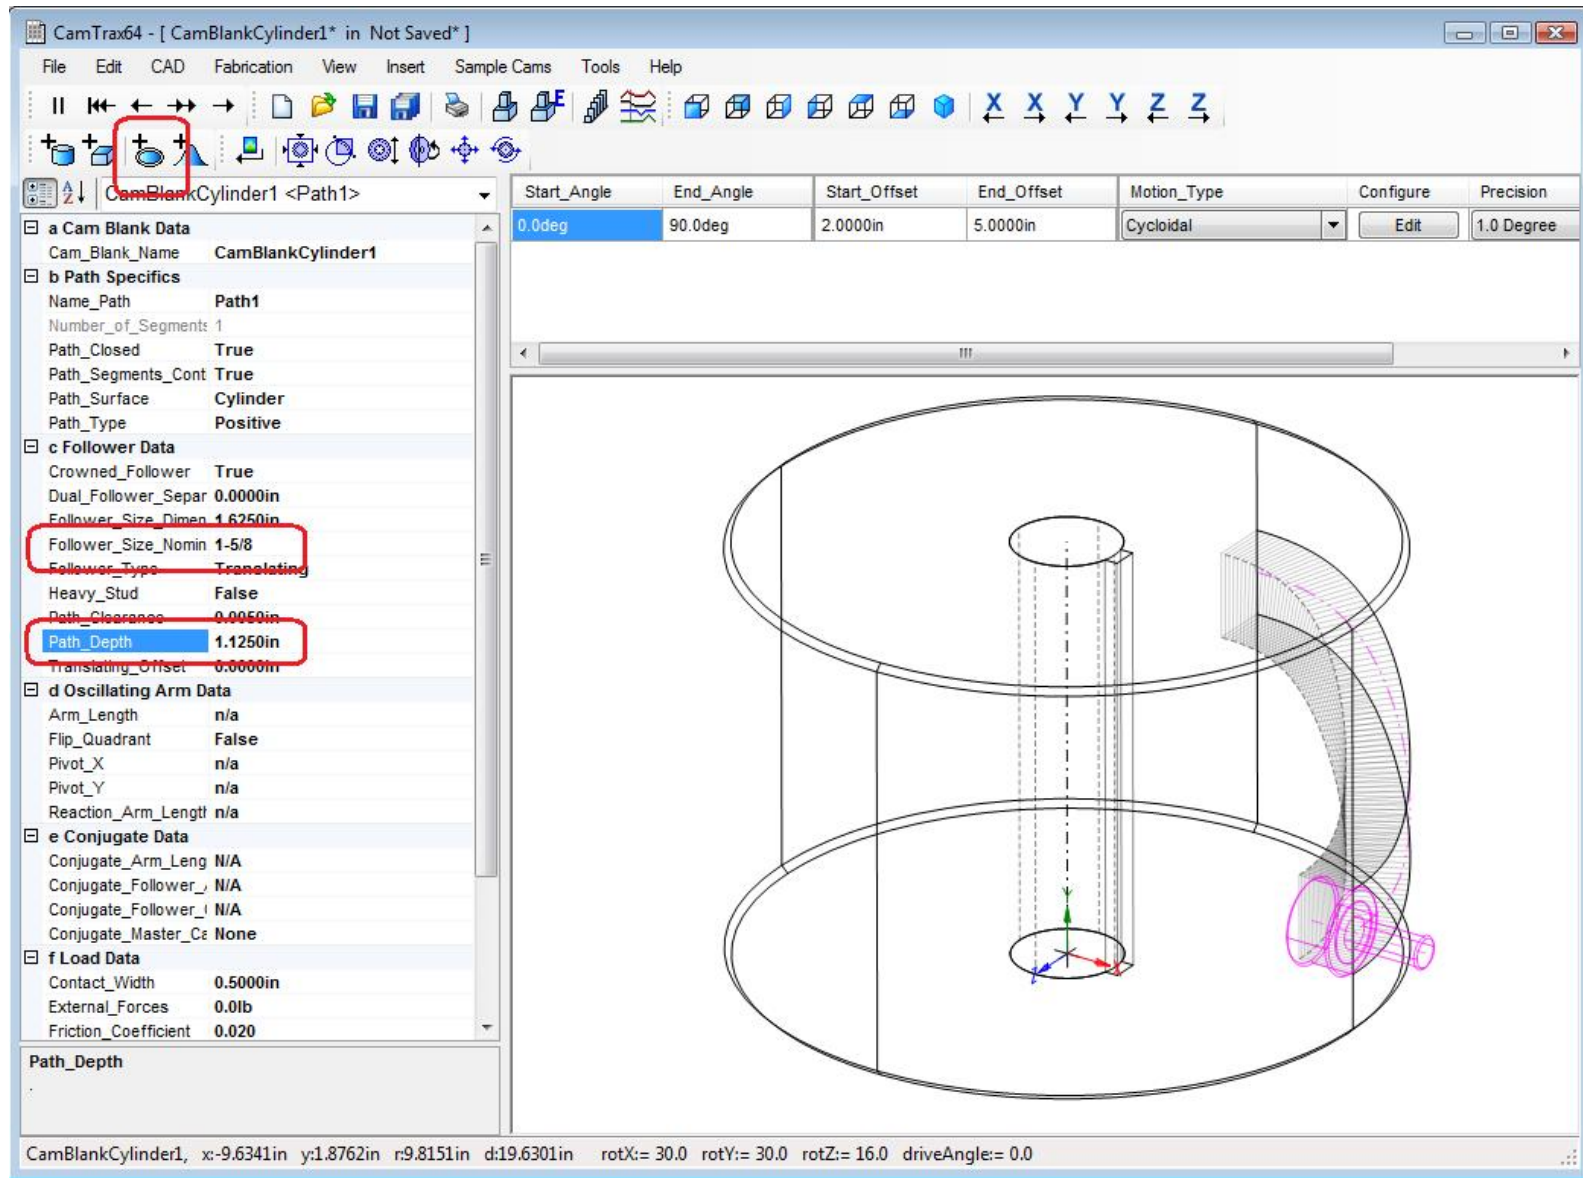 CamTrax64 - [ CamBlankCylinder1* in Not Saved* ]
File Edit CAD Fabrication View Insert Sample Cams Tools Help
E X X Y Y Z Z
A Z CamBlankCylinder1 <Path1>
Start_Angle End_Angle Start_Offset End_Offset Motion_Type Configure Precision
0.0deg 90.0deg 2.0000in 5.0000in Cycloidal Edit 1.0 Degree
a Cam Blank Data
Cam_Blank_Name CamBlankCylinder1
b Path Specifics
Name_Path Path1
Number_of_Segments 1
Path_Closed True
Path_Segments_Cont True
Path_Surface Cylinder
Path_Type Positive
c Follower Data
Crowned_Follower True
Dual_Follower_Separ 0.0000in
Follower_Size_Dimen 1.6250in
Follower_Size_Nomin 1-5/8
Follower_Type Translating
Heavy_Stud False
Path_Clearance 0.0050in
Path_Depth 1.1250in
Translating_Offset 0.0000in
d Oscillating Arm Data
Arm_Length n/a
Flip_Quadrant False
Pivot_X n/a
Pivot_Y n/a
Reaction_Arm_Length n/a
e Conjugate Data
Conjugate_Arm_Leng N/A
Conjugate_Follower_ N/A
Conjugate_Follower_ N/A
Conjugate_Master_Ca None
f Load Data
Contact_Width 0.5000in
External_Forces 0.0lb
Friction_Coefficient 0.020
Path_Depth
.
Y
Z X
CamBlankCylinder1, x:-9.6341in y:1.8762in r:9.8151in d:19.6301in rotX:= 30.0 rotY:= 30.0 rotZ:= 16.0 driveAngle:= 0.0